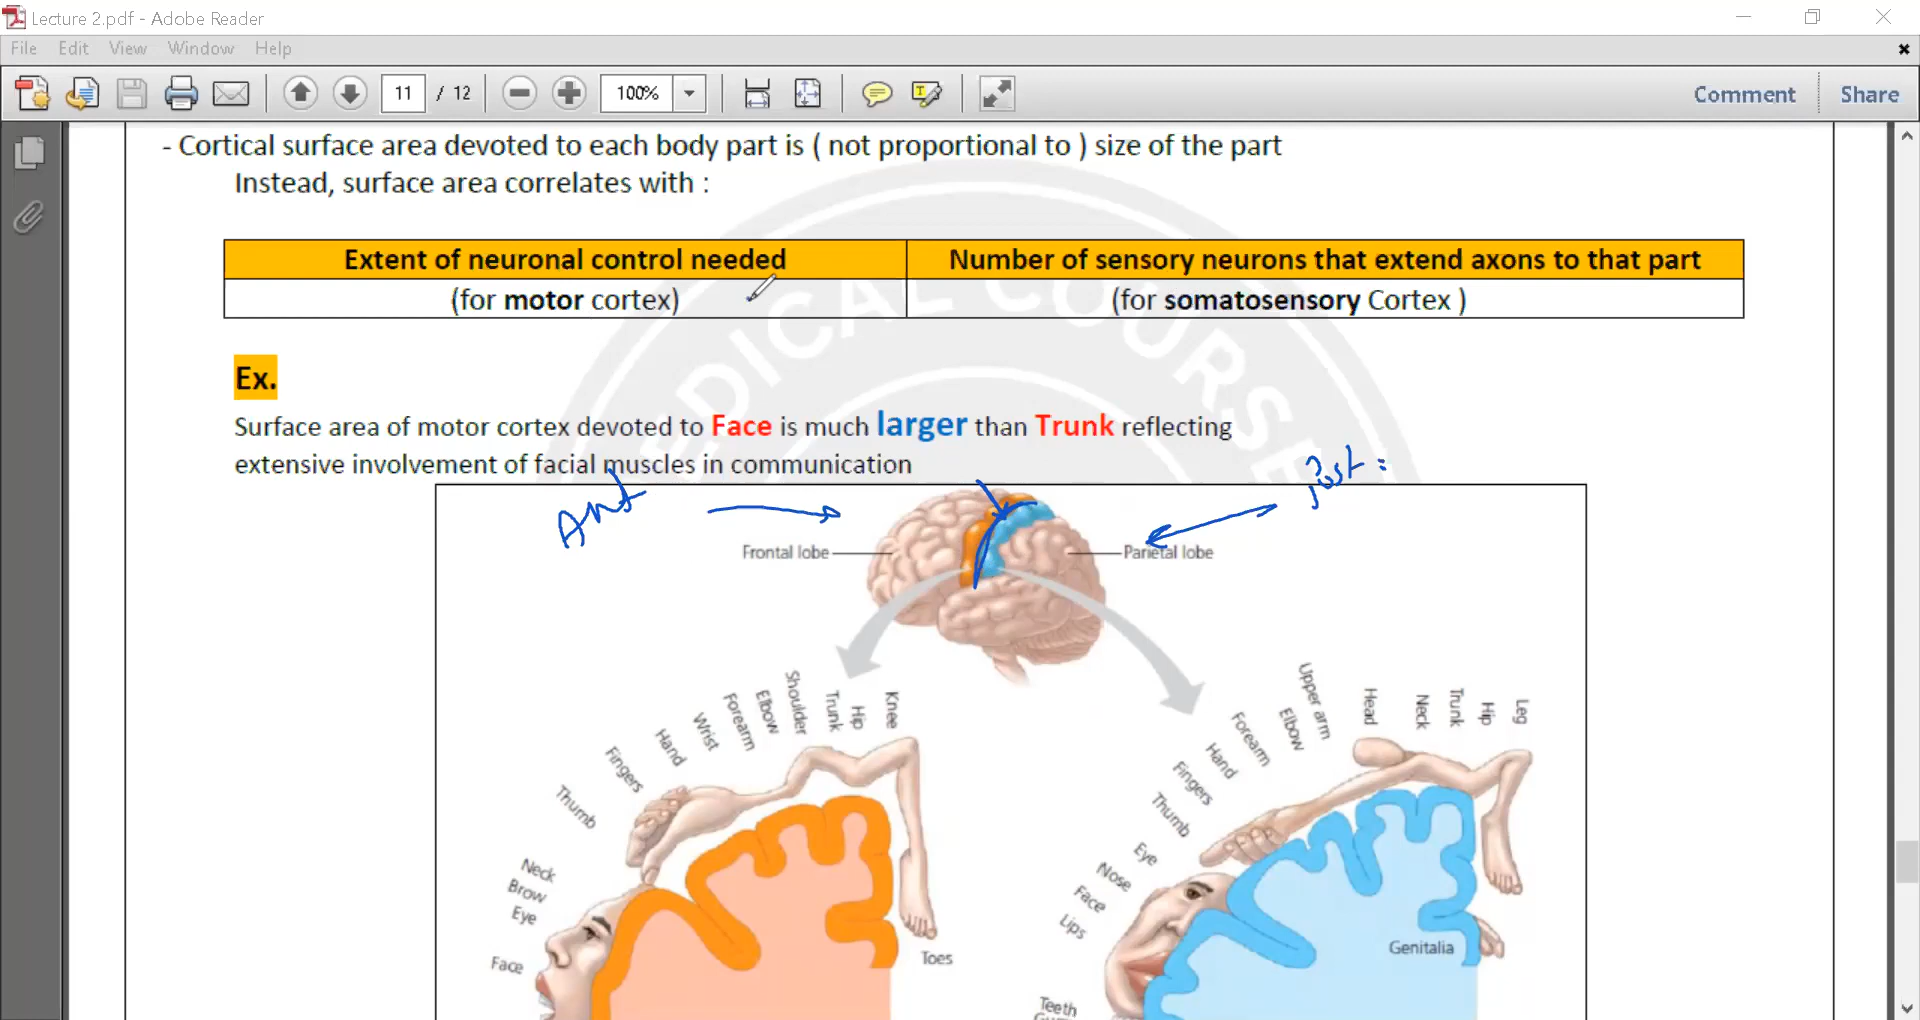 Lecture 2.pdf - Adobe Reader
File Edit View Window Help
11 / 12 100% Comment Share
- Cortical surface area devoted to each body part is ( not proportional to ) size of the part
Instead, surface area correlates with :
Extent of neuronal control needed Number of sensory neurons that extend axons to that part
(for motor cortex) (for somatosensory Cortex )
EDICAL COURSE
Ex.
Surface area of motor cortex devoted to Face is much larger than Trunk reflecting
extensive involvement of facial muscles in communication
Ant
Post :
Frontal lobe
Parietal lobe
Knee
Hip
Trunk
Shoulder
Elbow
Forearm
Wrist
Hand
Fingers
Thumb
Neck
Brow
Eye
Face
Toes
Leg
Hip
Trunk
Neck
Head
Upper arm
Elbow
Forearm
Hand
Fingers
Thumb
Eye
Nose
Face
Lips
Genitalia
Teeth